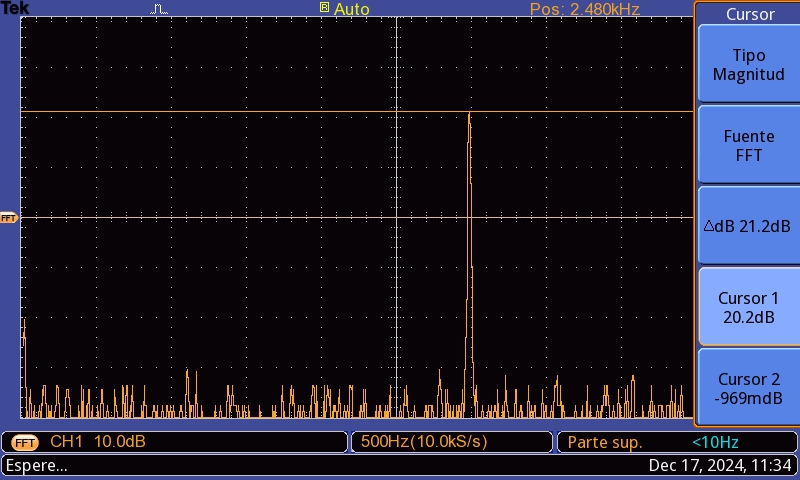 Tek
R Auto
Pos: 2.480kHz
Cursor
Tipo
Magnitud
Fuente
FFT
△dB 21.2dB
Cursor 1
20.2dB
Cursor 2
-969mdB
FFT
FFT CH1 10.0dB
500Hz(10.0kS/s)
Parte sup. <10Hz
Espere...
Dec 17, 2024, 11:34